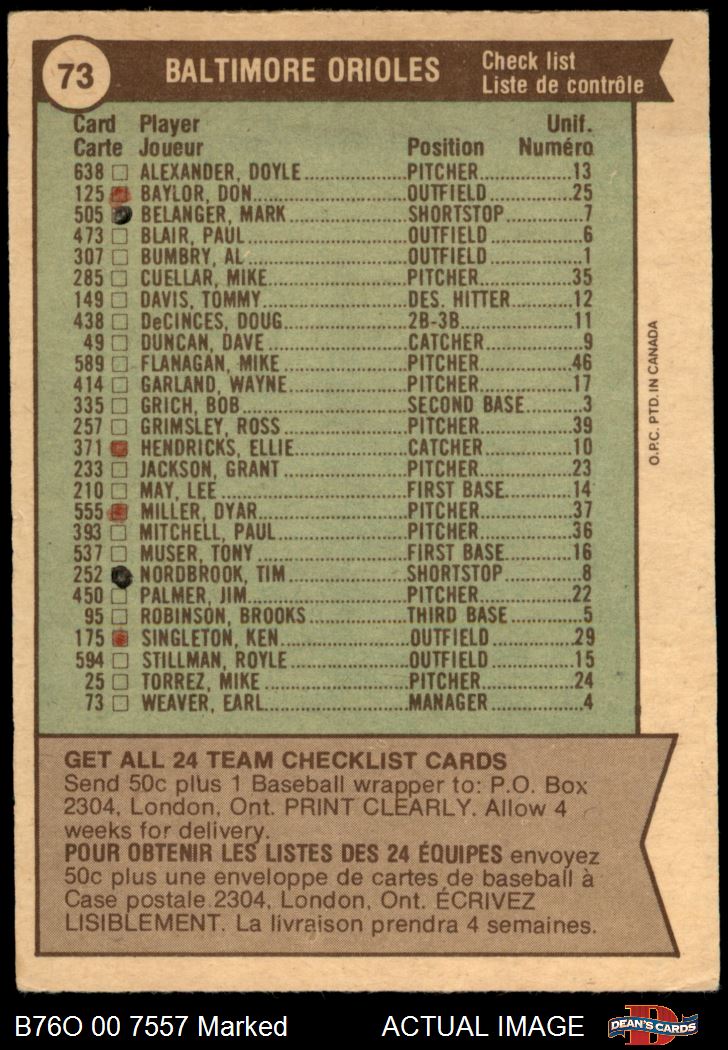 73 BALTIMORE ORIOLES Check list
Liste de contrôle
Card Player Unif.
Carte Joueur Position Numéro
638 ALEXANDER, DOYLE PITCHER 13
125 BAYLOR, DON OUTFIELD 25
505 BELANGER, MARK SHORTSTOP 7
473 BLAIR, PAUL OUTFIELD 6
307 BUMBRY, AL OUTFIELD 1
285 CUELLAR, MIKE PITCHER 35
149 DAVIS, TOMMY DES. HITTER 12
438 DeCINCES, DOUG 2B-3B 11
49 DUNCAN, DAVE CATCHER 9
589 FLANAGAN, MIKE PITCHER 46
414 GARLAND, WAYNE PITCHER 17
335 GRICH, BOB SECOND BASE 3
257 GRIMSLEY, ROSS PITCHER 39
371 HENDRICKS, ELLIE CATCHER 10
233 JACKSON, GRANT PITCHER 23
210 MAY, LEE FIRST BASE 14
555 MILLER, DYAR PITCHER 37
393 MITCHELL, PAUL PITCHER 36
537 MUSER, TONY FIRST BASE 16
252 NORDBROOK, TIM SHORTSTOP 8
450 PALMER, JIM PITCHER 22
95 ROBINSON, BROOKS THIRD BASE 5
175 SINGLETON, KEN OUTFIELD 29
594 STILLMAN, ROYLE OUTFIELD 15
25 TORREZ, MIKE PITCHER 24
73 WEAVER, EARL MANAGER 4
O.P.C. PTD. IN CANADA
GET ALL 24 TEAM CHECKLIST CARDS
Send 50c plus 1 Baseball wrapper to: P.O. Box
2304, London, Ont. PRINT CLEARLY. Allow 4
weeks for delivery.
POUR OBTENIR LES LISTES DES 24 ÉQUIPES envoyez
50c plus une enveloppe de cartes de baseball à
Case postale 2304, London, Ont. ÉCRIVEZ
LISIBLEMENT. La livraison prendra 4 semaines.
B76O 00 7557 Marked ACTUAL IMAGE
D
DEAN'S CARDS